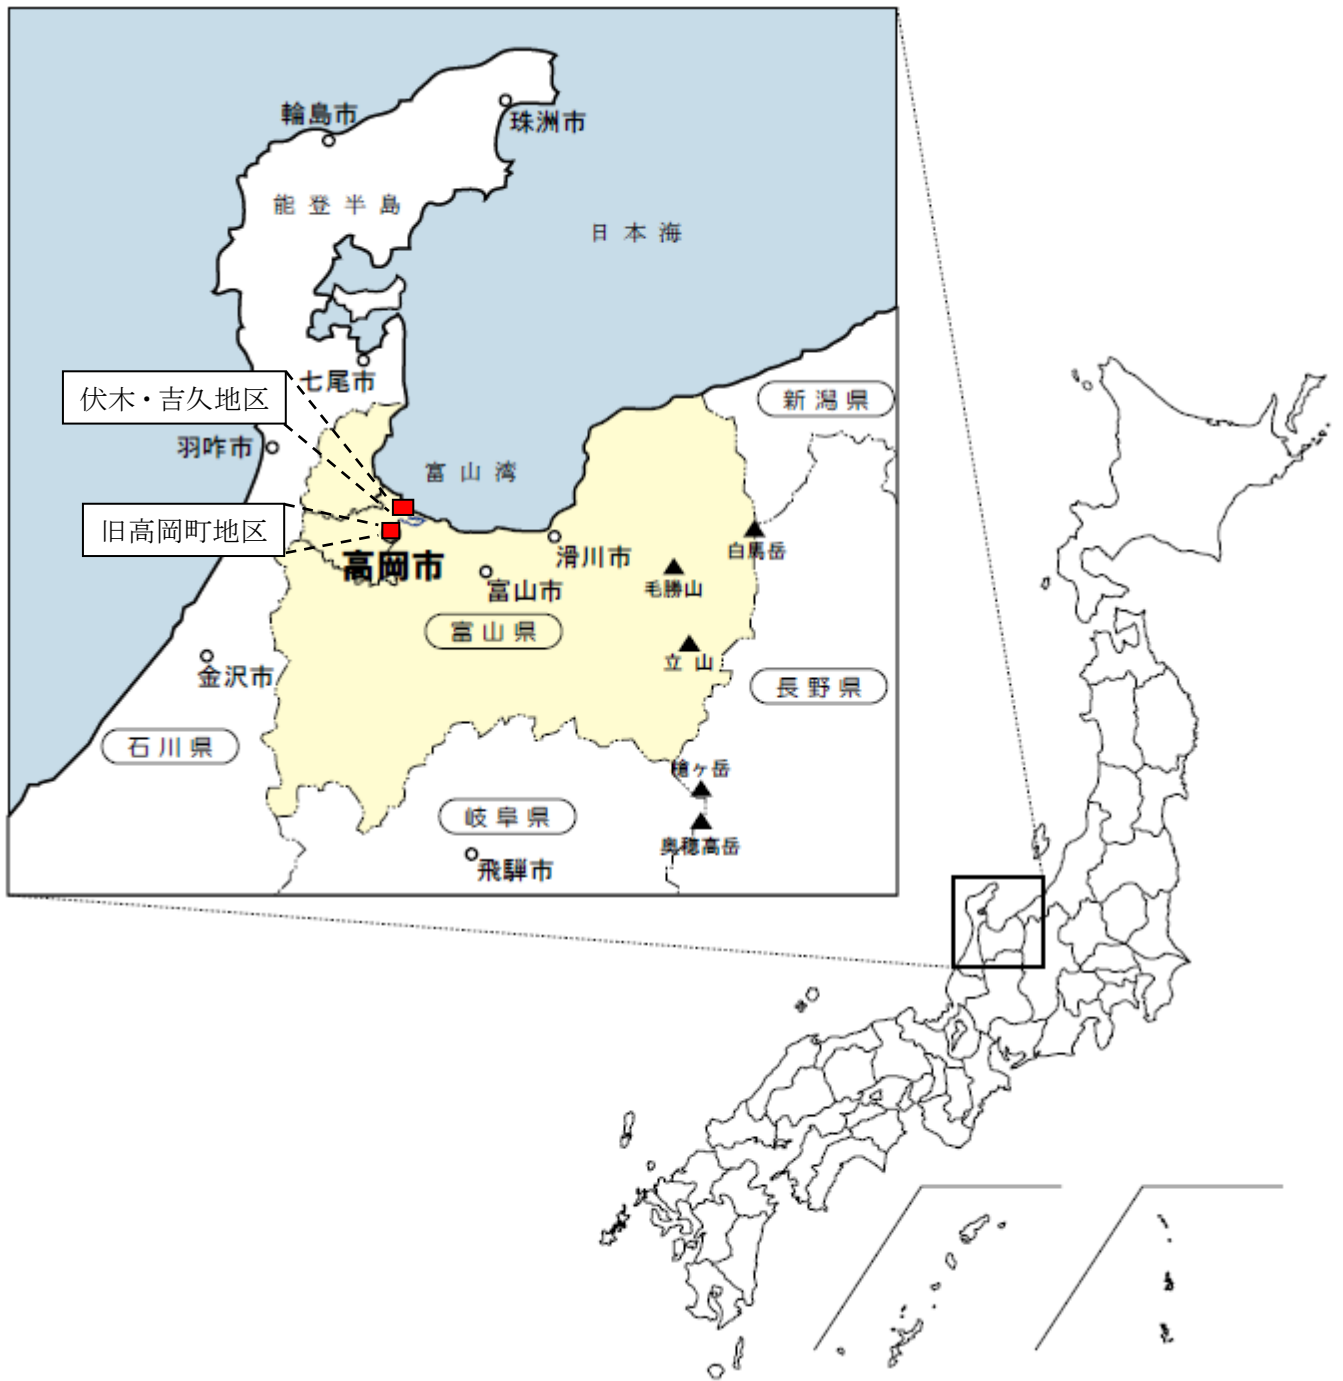 輪島市
珠洲市
能登半島
日本海
七尾市
新潟県
伏木・吉久地区
羽咋市
富山湾
旧高岡町地区
白馬岳
滑川市
高岡市
毛勝山
富山市
富山県
立山
金沢市
長野県
石川県
槍ヶ岳
岐阜県
奥穂高岳
飛騨市